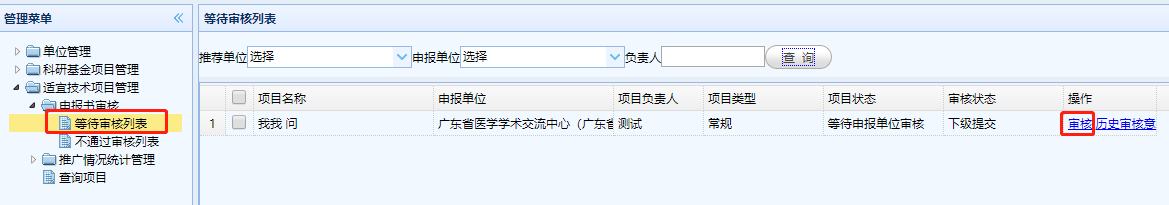 管理菜单
单位管理
科研基金项目管理
适宜技术项目管理
申报书审核
等待审核列表
不通过审核列表
推广情况统计管理
查询项目
等待审核列表
推荐单位 选择 申报单位 选择 负责人 查 询
项目名称 申报单位 项目负责人 项目类型 项目状态 审核状态 操作
1 我我 问 广东省医学学术交流中心（广东省 测试 常规 等待申报单位审核 下级提交 审核 历史审核意